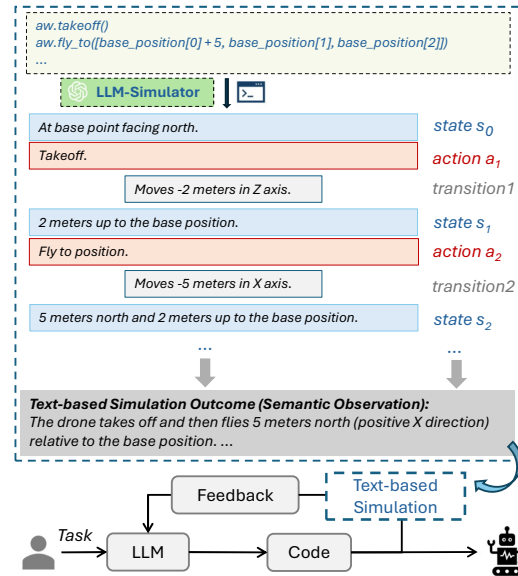 aw.takeoff()
aw.fly_to([base_position[0] + 5, base_position[1], base_position[2]])
...
LLM-Simulator
At base point facing north.
state s0
Takeoff.
action a1
Moves -2 meters in Z axis.
transition1
2 meters up to the base position.
state s1
Fly to position.
action a2
Moves -5 meters in X axis.
transition2
5 meters north and 2 meters up to the base position.
state s2
...
...
Text-based Simulation Outcome (Semantic Observation):
The drone takes off and then flies 5 meters north (positive X direction)
relative to the base position. ...
Feedback
Text-based
Simulation
Task
LLM
Code